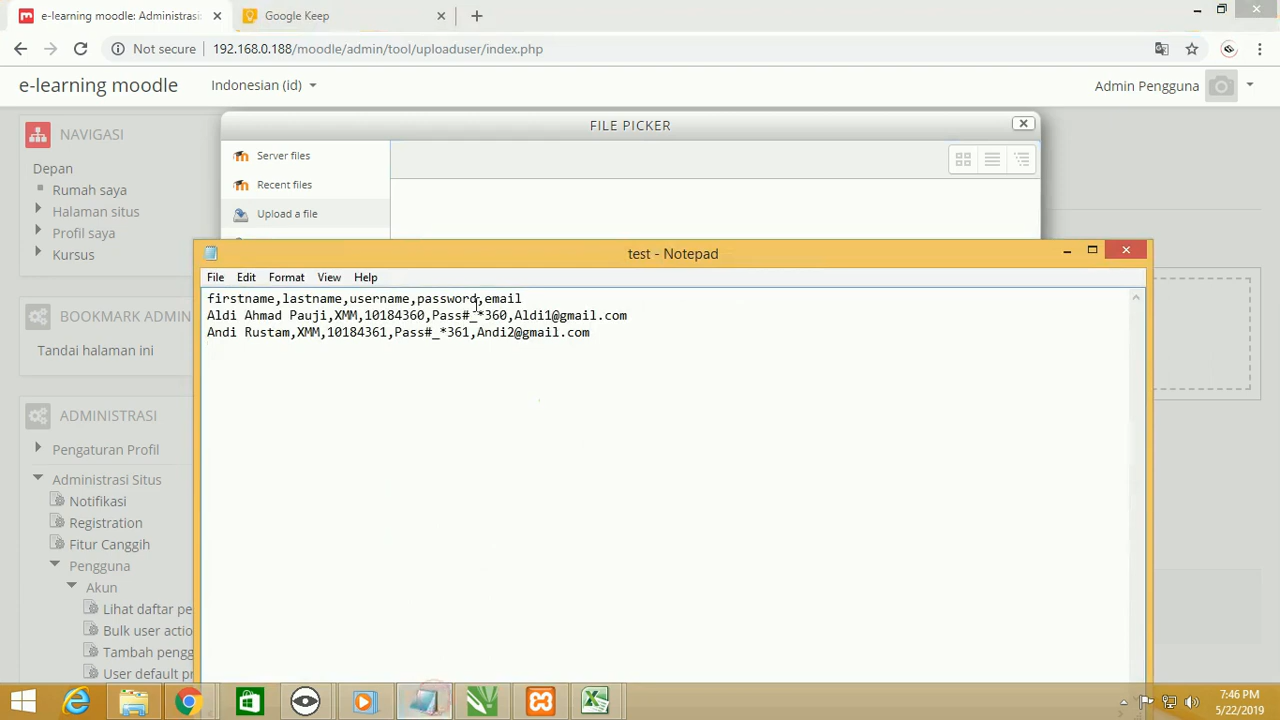 e-learning moodle: Administrasi:
Google Keep
Not secure
192.168.0.188/moodle/admin/tool/uploaduser/index.php
e-learning moodle
Indonesian (id)
Admin Pengguna
FILE PICKER
NAVIGASI
Server files
Depan
Recent files
Rumah saya
Halaman situs
Upload a file
Profil saya
Kursus
test - Notepad
File Edit Format View Help
firstname,lastname,username,password,email
Aldi Ahmad Pauji,XMM,10184360,Pass#_*360,Aldi1@gmail.com
Andi Rustam,XMM,10184361,Pass#_*361,Andi2@gmail.com
BOOKMARK ADMIN
Tandai halaman ini
ADMINISTRASI
Pengaturan Profil
Administrasi Situs
Notifikasi
Registration
Fitur Canggih
Pengguna
Akun
Lihat daftar pe
Bulk user actio
Tambah pengg
User default pr
7:46 PM
5/22/2019